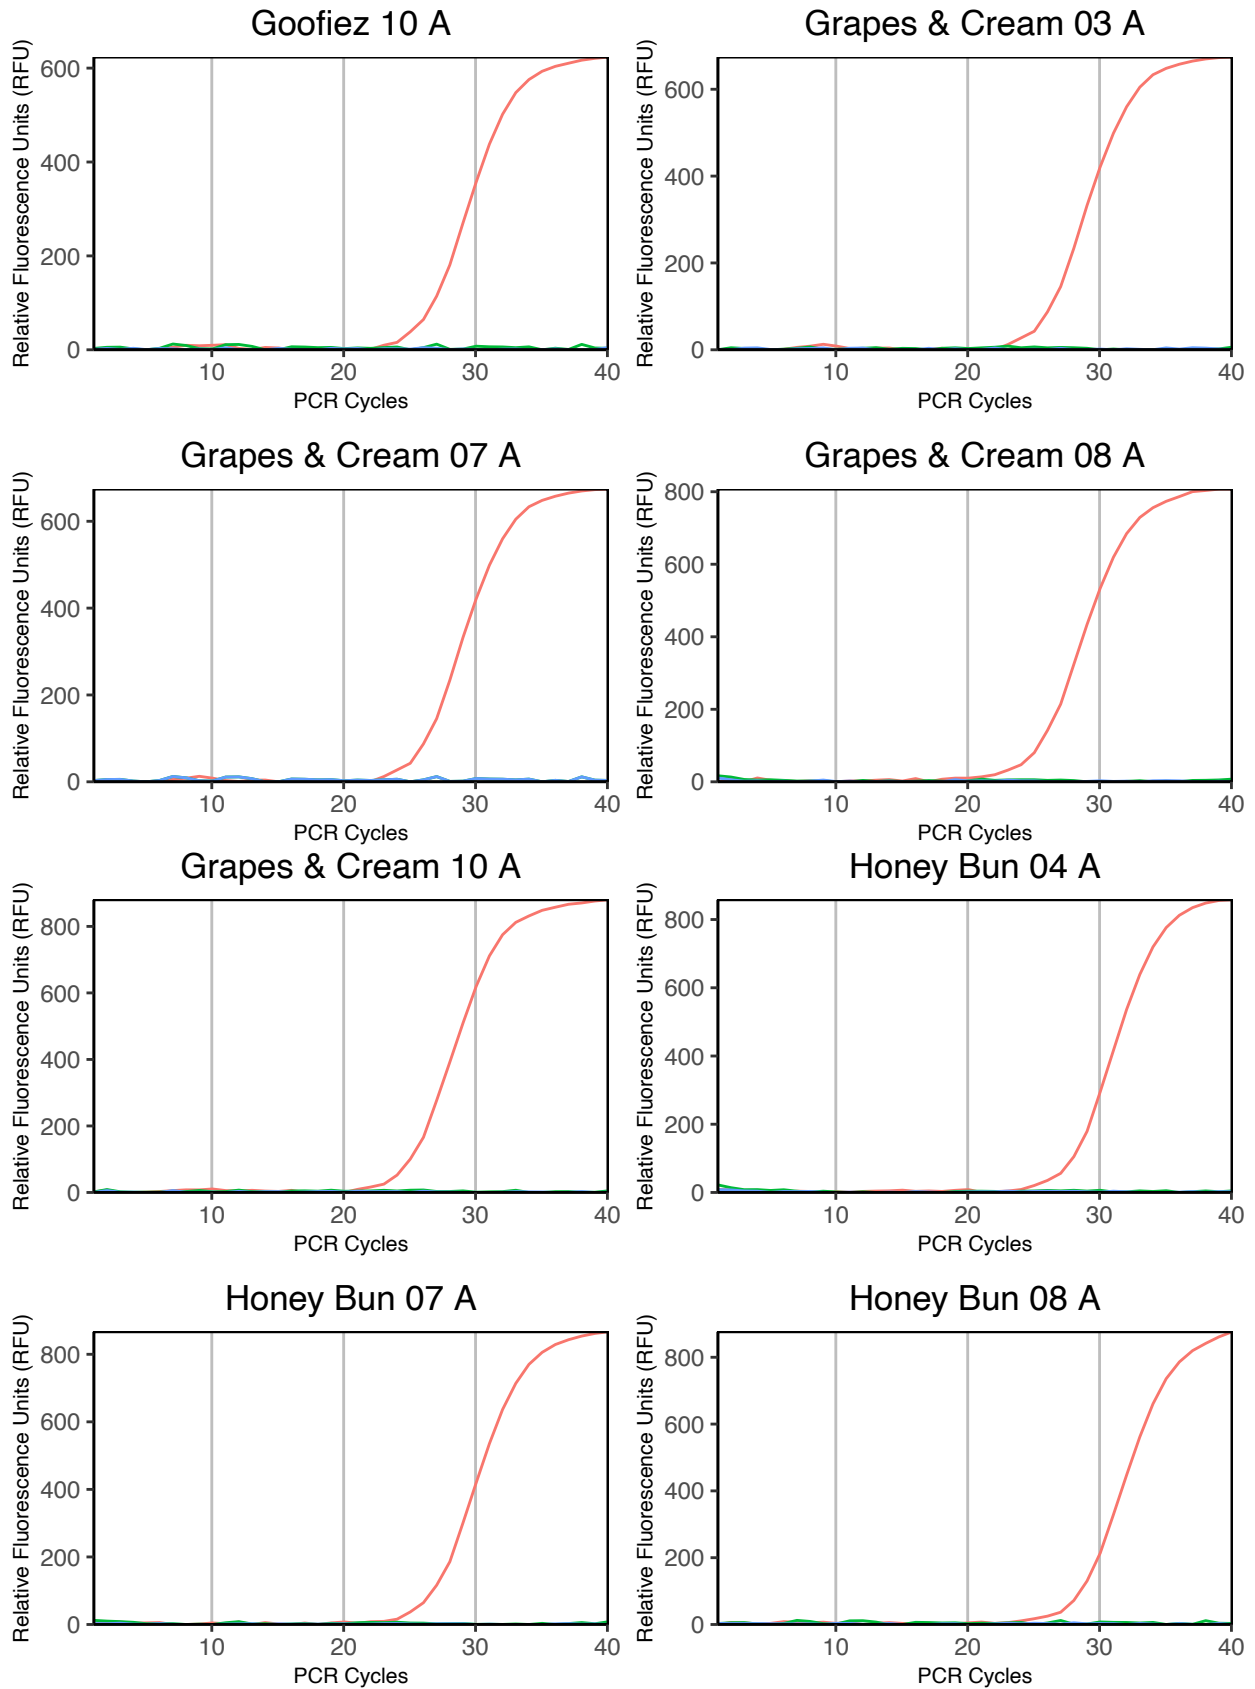 Goofiez 10 A
Relative Fluorescence Units (RFU)
600
400
200
0
10 20 30 40
PCR Cycles
Grapes & Cream 03 A
Relative Fluorescence Units (RFU)
600
400
200
0
10 20 30 40
PCR Cycles
Grapes & Cream 07 A
Relative Fluorescence Units (RFU)
600
400
200
0
10 20 30 40
PCR Cycles
Grapes & Cream 08 A
Relative Fluorescence Units (RFU)
800
600
400
200
0
10 20 30 40
PCR Cycles
Grapes & Cream 10 A
Relative Fluorescence Units (RFU)
800
600
400
200
0
10 20 30 40
PCR Cycles
Honey Bun 04 A
Relative Fluorescence Units (RFU)
800
600
400
200
0
10 20 30 40
PCR Cycles
Honey Bun 07 A
Relative Fluorescence Units (RFU)
800
600
400
200
0
10 20 30 40
PCR Cycles
Honey Bun 08 A
Relative Fluorescence Units (RFU)
800
600
400
200
0
10 20 30 40
PCR Cycles